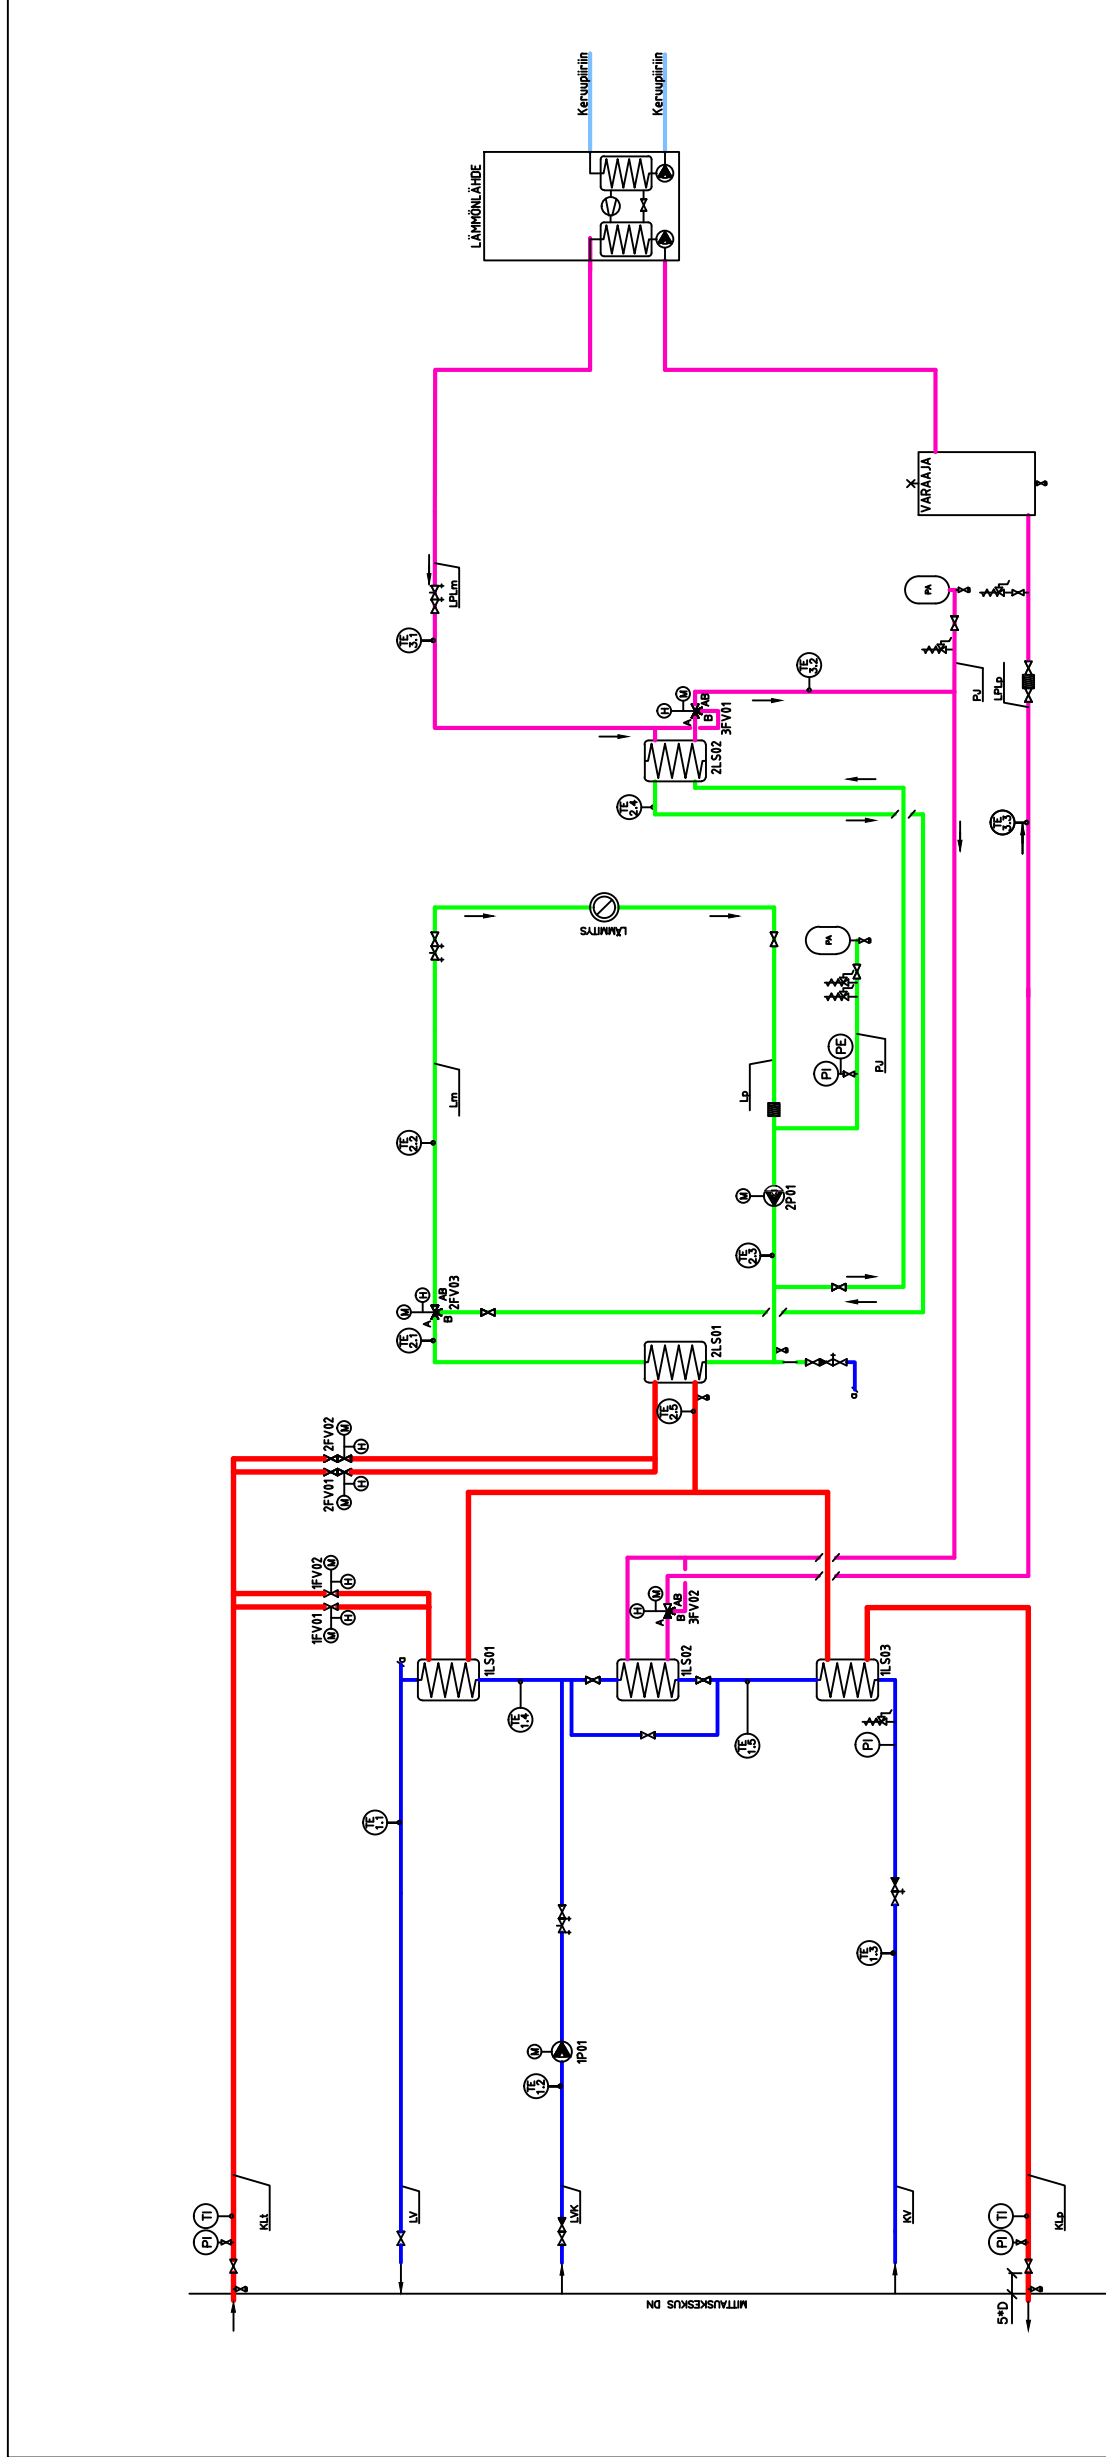 Keruupiiriin
Keruupiiriin
LÄMMÖNLÄHDE
VARAAJA
LPLm
TE
3.1
PA
TE
3.2
PJ
LPLp
H
M
A
AB
B
3FV01
2LS02
TE
2.4
TE
3.3
LÄMMITYS
PA
PE
PI
PJ
Lm
Lp
TE
2.2
M
2P01
TE
2.3
M
H
A
AB
B
2FV03
TE
2.1
2LS01
TE
2.5
2FV02
M
H
2FV01
M
H
1FV02
M
H
1FV01
M
H
H
M
A
AB
B
3FV02
1LS01
1LS02
1LS03
TE
1.4
TE
1.5
PI
TE
1.1
TE
1.3
M
1P01
TE
1.2
KLt
LV
LVK
KV
KLp
TI
PI
TI
PI
MITTAUSKESKUS DN
5*D